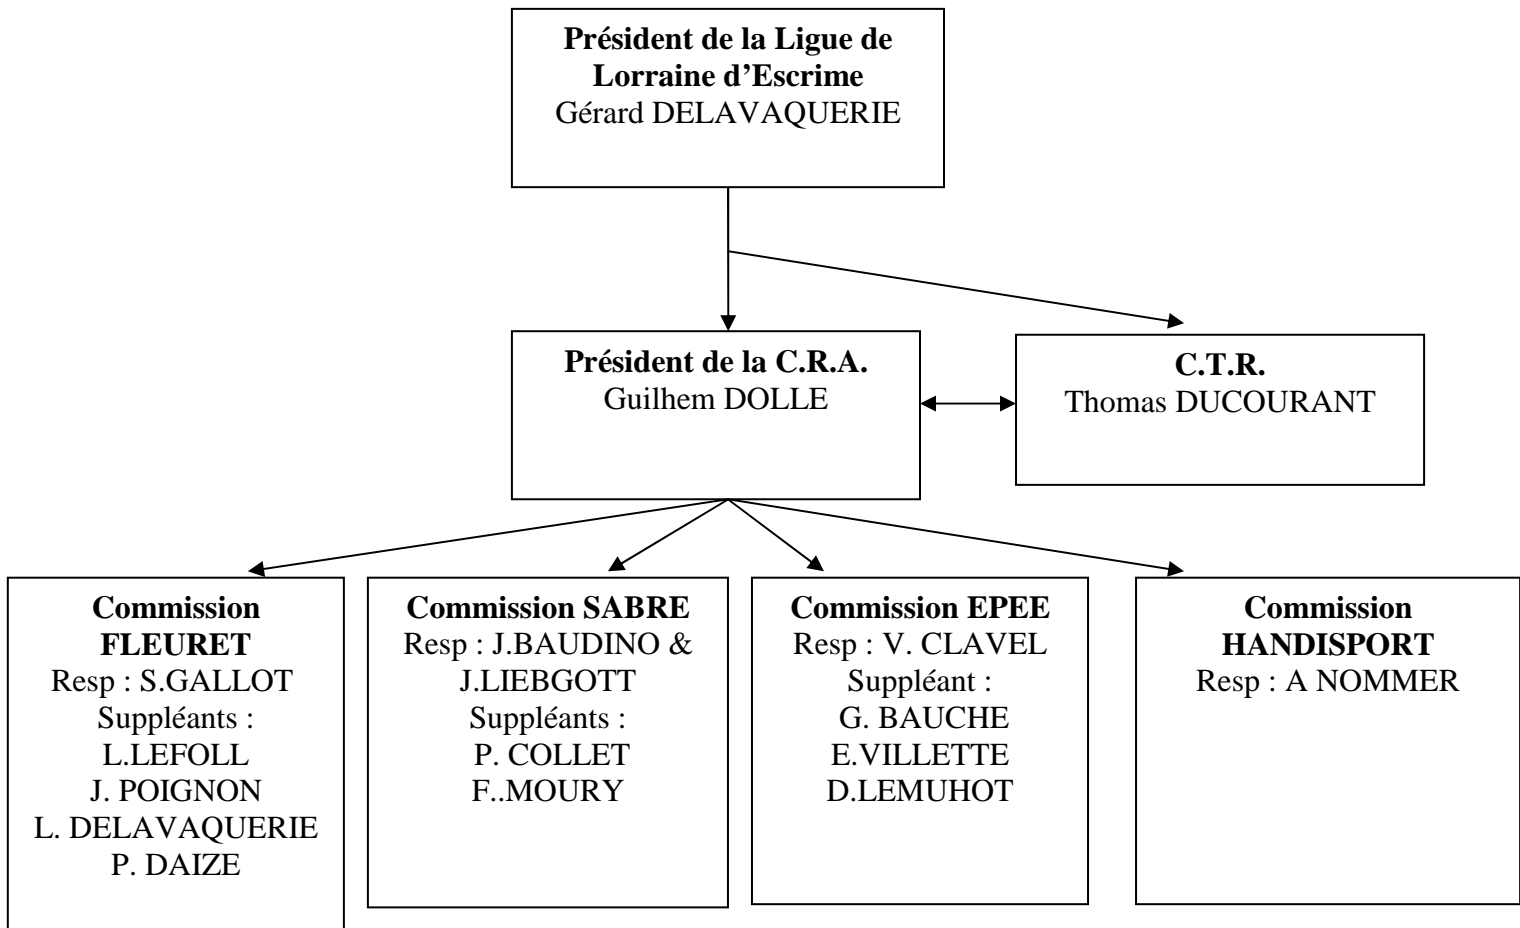 Président de la Ligue de
Lorraine d’Escrime
Gérard DELAVAQUERIE
Président de la C.R.A.
Guilhem DOLLE
C.T.R.
Thomas DUCOURANT
Commission
FLEURET
Resp : S.GALLOT
Suppléants :
L.LEFOLL
J. POIGNON
L. DELAVAQUERIE
P. DAIZE
Commission SABRE
Resp : J.BAUDINO &
J.LIEBGOTT
Suppléants :
P. COLLET
F..MOURY
Commission EPEE
Resp : V. CLAVEL
Suppléant :
G. BAUCHE
E.VILLETTE
D.LEMUHOT
Commission
HANDISPORT
Resp : A NOMMER